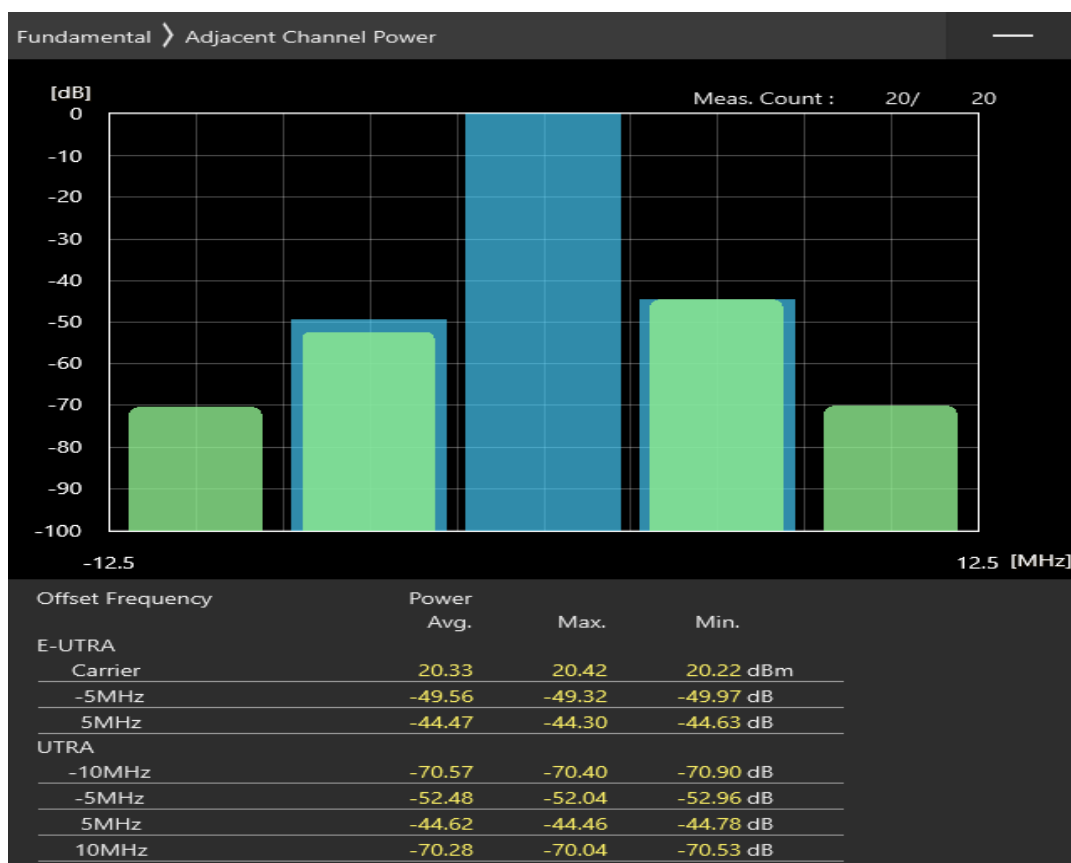 Fundamental ❯ Adjacent Channel Power
[dB]
Meas. Count : 20/ 20
0
-10
-20
-30
-40
-50
-60
-70
-80
-90
-100
-12.5 12.5 [MHz]
Offset Frequency Power
Avg. Max. Min.
E-UTRA
Carrier 20.33 20.42 20.22 dBm
-5MHz -49.56 -49.32 -49.97 dB
5MHz -44.47 -44.30 -44.63 dB
UTRA
-10MHz -70.57 -70.40 -70.90 dB
-5MHz -52.48 -52.04 -52.96 dB
5MHz -44.62 -44.46 -44.78 dB
10MHz -70.28 -70.04 -70.53 dB